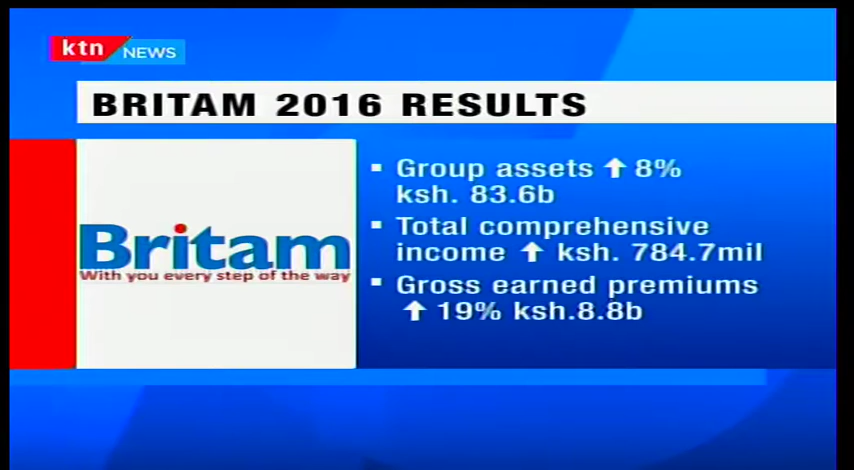 ktn NEWS
BRITAM 2016 RESULTS
Britam
With you every step of the way
▪ Group assets ⬆ 8%
ksh. 83.6b
▪ Total comprehensive
income ⬆ ksh. 784.7mil
▪ Gross earned premiums
⬆ 19% ksh.8.8b